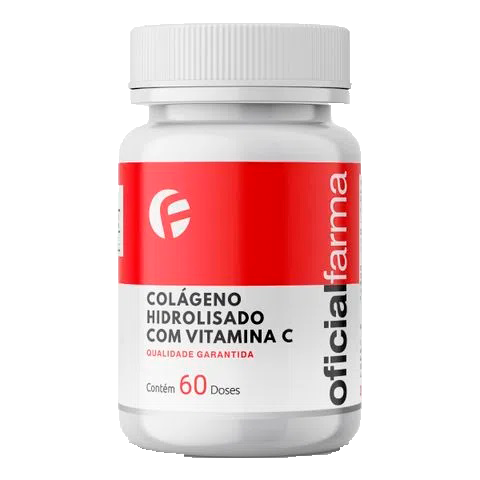 COLÁGENO
HIDROLISADO
COM VITAMINA C
QUALIDADE GARANTIDA
Contém 60 Doses
oficialfarma